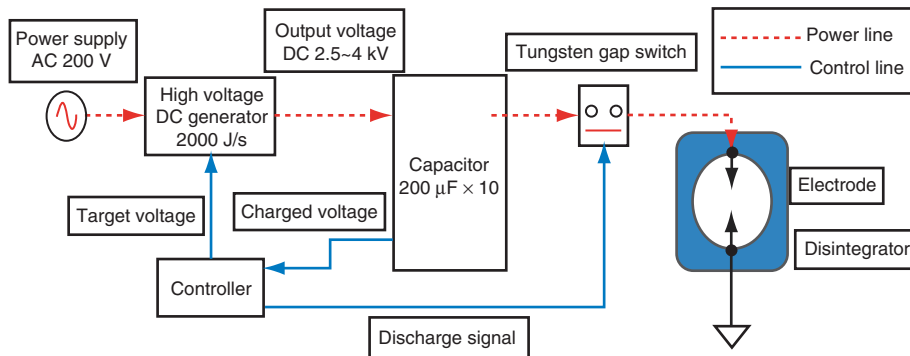 Power supply
AC 200 V
Output voltage
DC 2.5~4 kV
Tungsten gap switch
Power line
Control line
High voltage
DC generator
2000 J/s
Capacitor
200 μF × 10
Electrode
Target voltage
Charged voltage
Disintegrator
Controller
Discharge signal